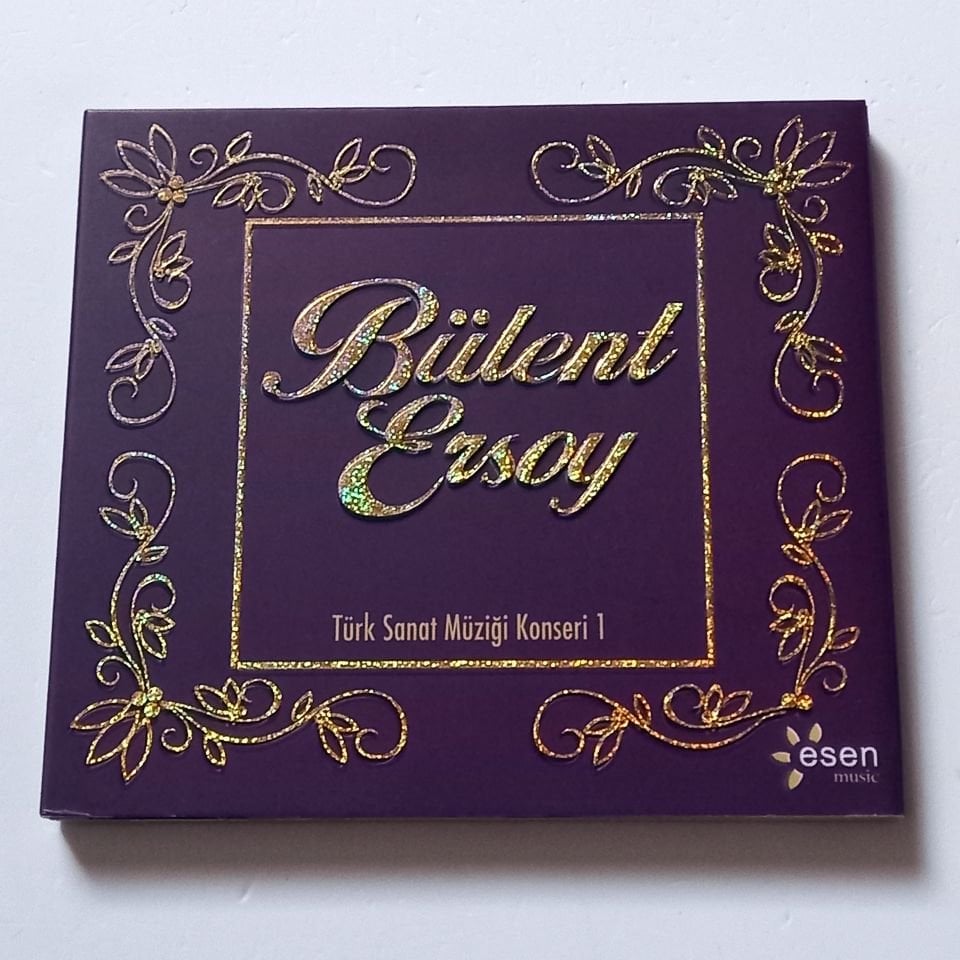 Bülent
Ersoy
Türk Sanat Müziği Konseri 1
esen
music